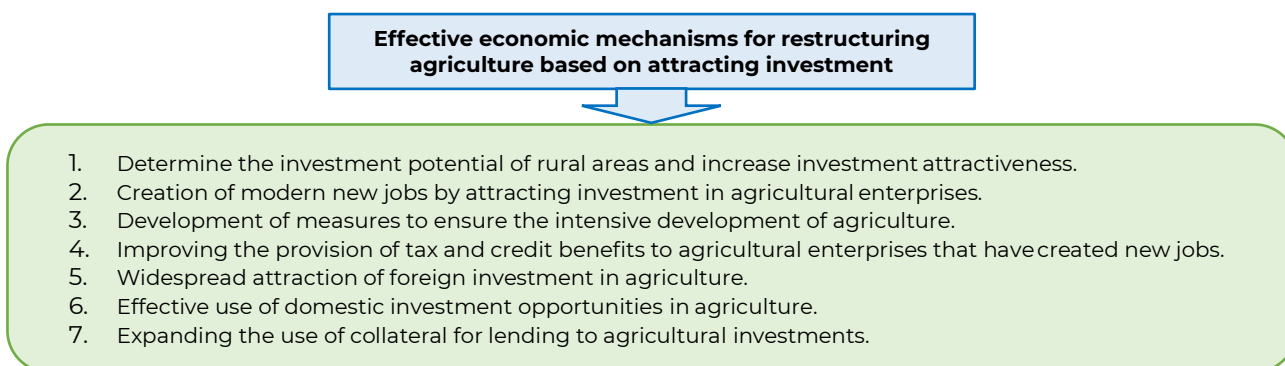 Effective economic mechanisms for restructuring
agriculture based on attracting investment
1. Determine the investment potential of rural areas and increase investment attractiveness.
2. Creation of modern new jobs by attracting investment in agricultural enterprises.
3. Development of measures to ensure the intensive development of agriculture.
4. Improving the provision of tax and credit benefits to agricultural enterprises that have created new jobs.
5. Widespread attraction of foreign investment in agriculture.
6. Effective use of domestic investment opportunities in agriculture.
7. Expanding the use of collateral for lending to agricultural investments.